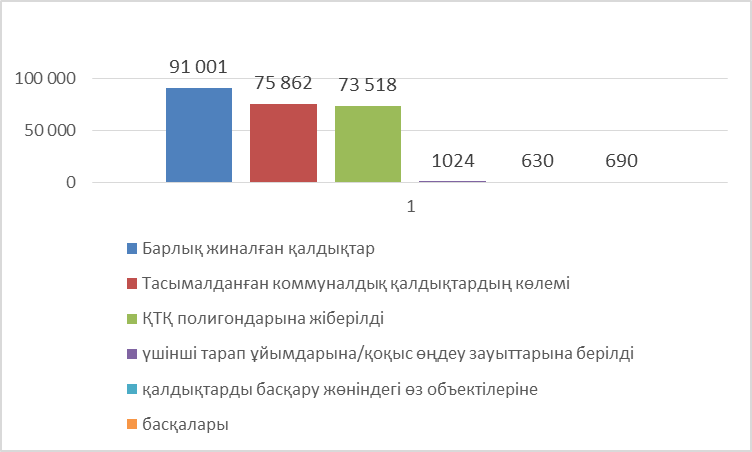 91 001
75 862
73 518
1024
630
690
100 000
50 000
0
1
Барлық жиналған қалдықтар
Тасымалданған коммуналдық қалдықтардың көлемі
ҚТҚ полигондарына жіберілді
үшінші тарап ұйымдарына/қоқыс өңдеу зауыттарына берілді
қалдықтарды басқару жөніндегі өз объектілеріне
басқалары